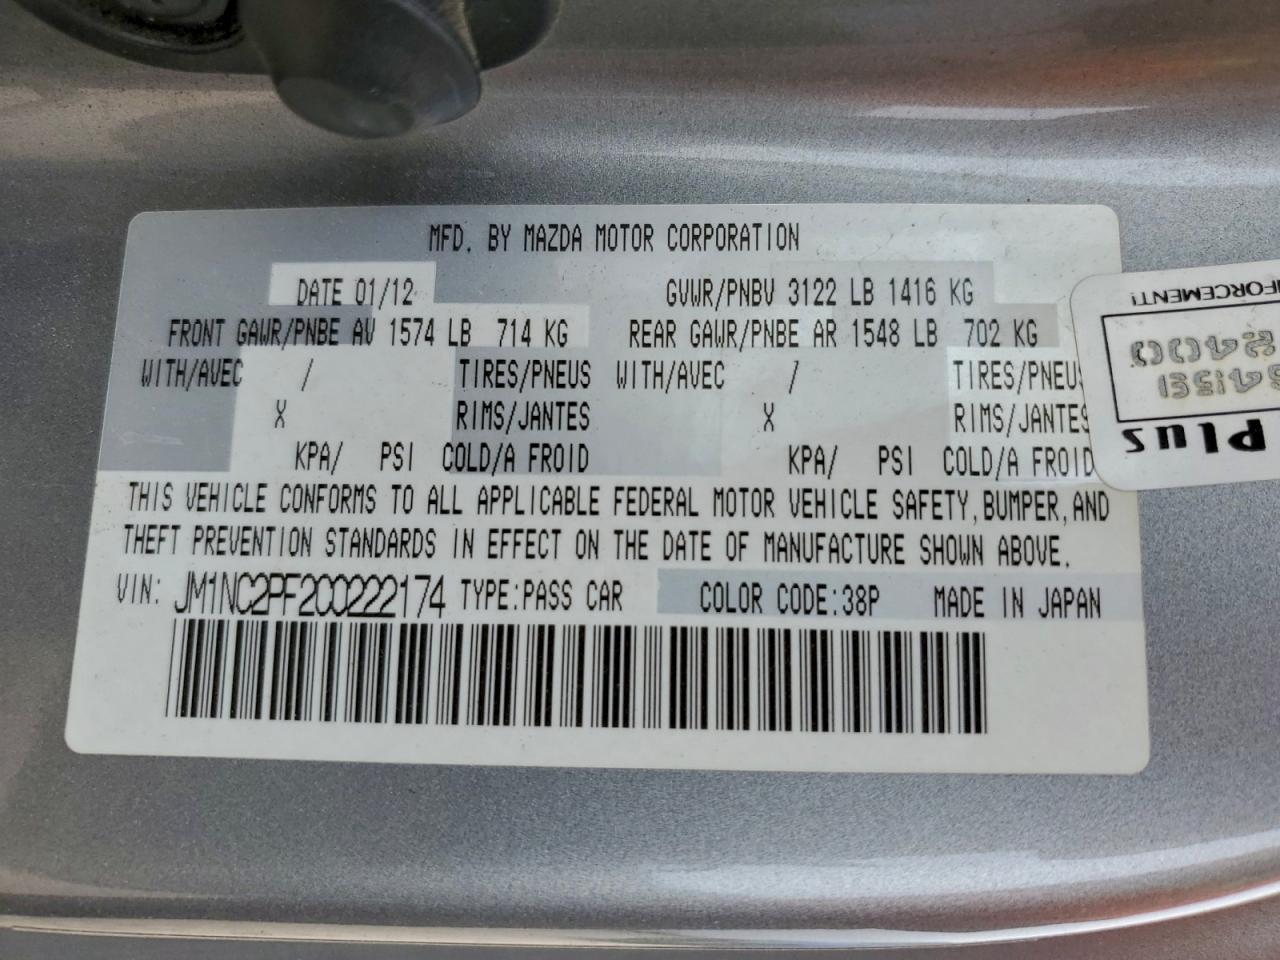 MFD. BY MAZDA MOTOR CORPORATION
DATE 01/12 GVWR/PNBV 3122 LB 1416 KG
FRONT GAWR/PNBE AV 1574 LB 714 KG REAR GAWR/PNBE AR 1548 LB 702 KG
WITH/AVEC / TIRES/PNEUS WITH/AVEC / TIRES/PNEUS
X RIMS/JANTES X RIMS/JANTES
KPA/ PSI COLD/A FROID KPA/ PSI COLD/A FROID
THIS VEHICLE CONFORMS TO ALL APPLICABLE FEDERAL MOTOR VEHICLE SAFETY, BUMPER, AND
THEFT PREVENTION STANDARDS IN EFFECT ON THE DATE OF MANUFACTURE SHOWN ABOVE.
VIN: JM1NC2PF2C0222174 TYPE:PASS CAR COLOR CODE:38P MADE IN JAPAN
Plus